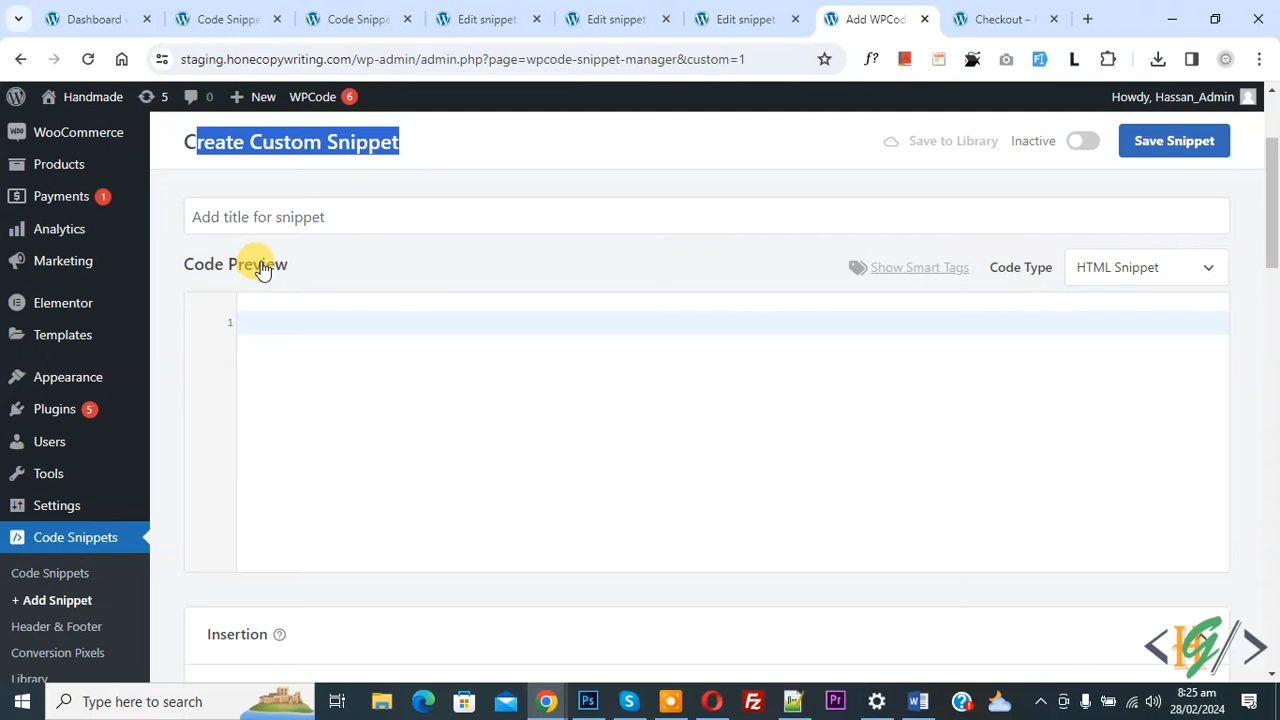 Dashboard
Code Snippe
Code Snippe
Edit snippet
Edit snippet
Edit snippet
Add WPCod
Checkout –
staging.homecopywriting.com/wp-admin/admin.php?page=wpcode-snippet-manager&custom=1
f?
L
Handmade
5
0
New
WPCode 6
Howdy, Hassan_Admin
WooCommerce
Products
Payments 1
Analytics
Marketing
Elementor
Templates
Appearance
Plugins 5
Users
Tools
Settings
Code Snippets
Code Snippets
+ Add Snippet
Header & Footer
Conversion Pixels
Library
Create Custom Snippet
Save to Library
Inactive
Save Snippet
Add title for snippet
Code Preview
Show Smart Tags
Code Type
HTML Snippet
1
Insertion
Type here to search
8:25 am
28/02/2024